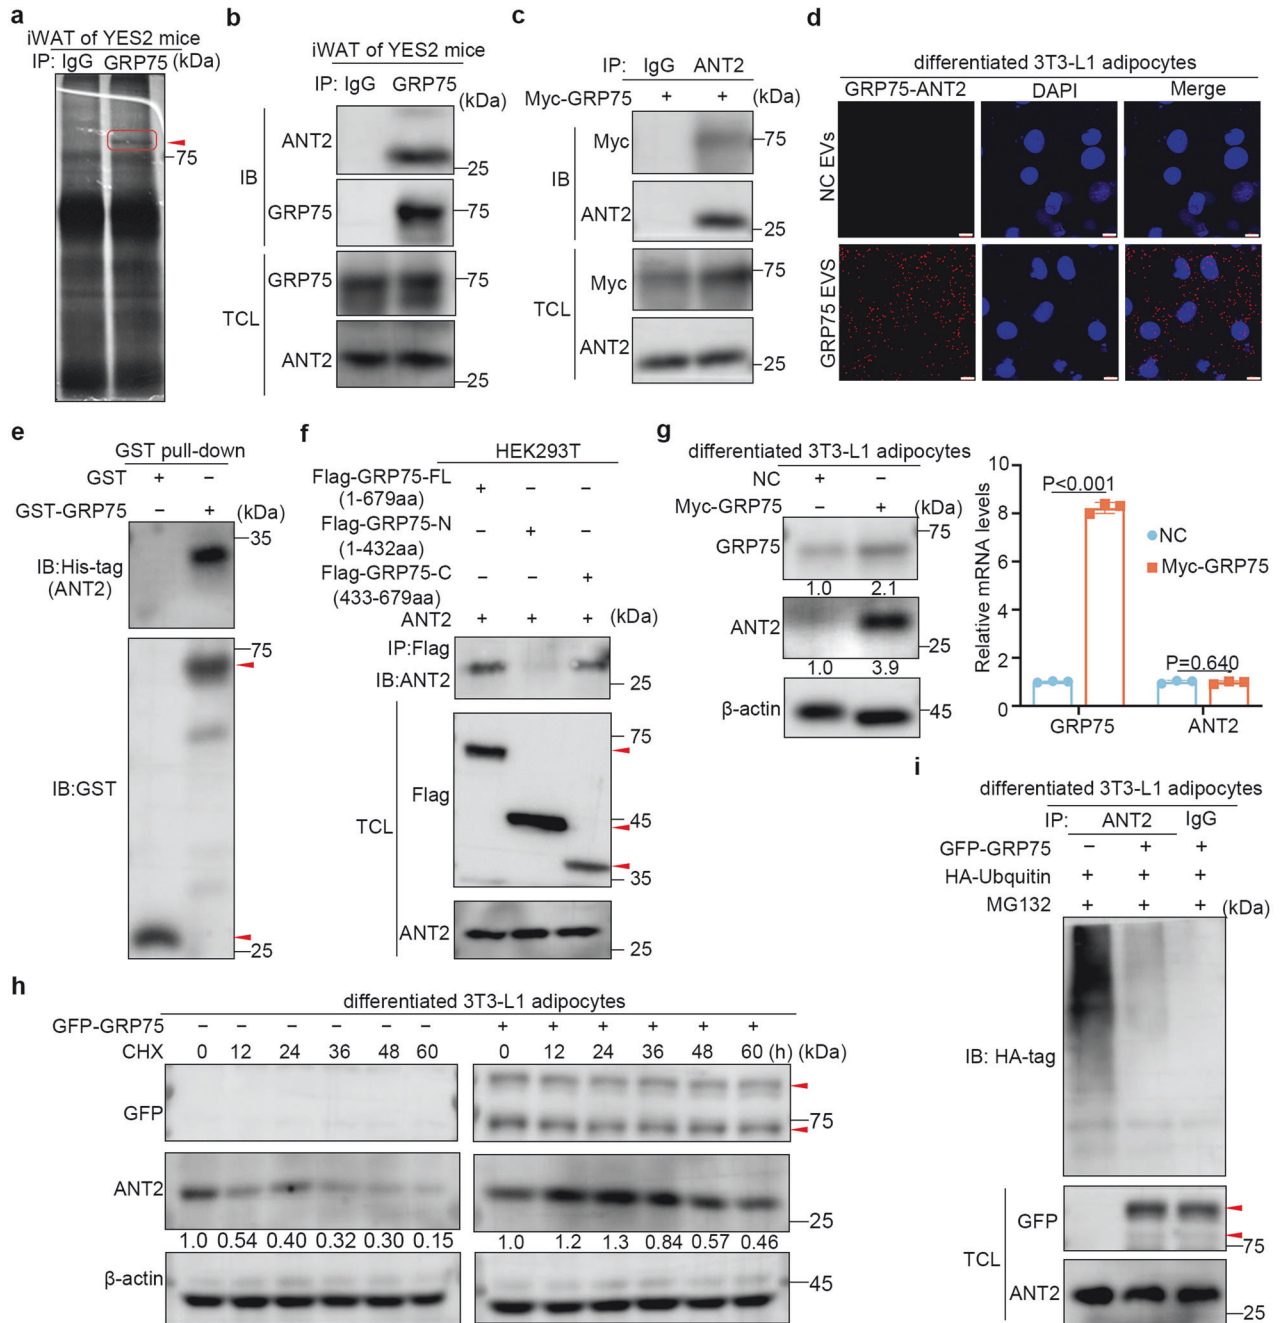 a
iWAT of YES2 mice
IP: IgG GRP75 (kDa)
75
b
iWAT of YES2 mice
IP: IgG GRP75
(kDa)
IB
ANT2
25
GRP75
75
TCL
GRP75
75
ANT2
25
c
IP: IgG ANT2
Myc-GRP75 + + (kDa)
IB
Myc
75
ANT2
25
TCL
Myc
75
ANT2
25
d
differentiated 3T3-L1 adipocytes
GRP75-ANT2 DAPI Merge
NC EVs
GRP75 EVS
e
GST pull-down
GST + –
GST-GRP75 – + (kDa)
35
IB:His-tag
(ANT2)
75
IB:GST
25
f
HEK293T
Flag-GRP75-FL + – –
(1-679aa)
Flag-GRP75-N – + –
(1-432aa)
Flag-GRP75-C – – +
(433-679aa)
ANT2 + + + (kDa)
IP:Flag
IB:ANT2
25
TCL
75
Flag
45
35
ANT2
25
g
differentiated 3T3-L1 adipocytes
NC + –
Myc-GRP75 – + (kDa)
75
GRP75
1.0 2.1
ANT2
25
1.0 3.9
β-actin
45
Relative mRNA levels
10
8
6
4
2
0
P<0.001
P=0.640
NC
Myc-GRP75
GRP75 ANT2
h
differentiated 3T3-L1 adipocytes
GFP-GRP75 – – – – – – + + + + + +
CHX 0 12 24 36 48 60 0 12 24 36 48 60 (h) (kDa)
GFP
75
ANT2
25
1.0 0.54 0.40 0.32 0.30 0.15 1.0 1.2 1.3 0.84 0.57 0.46
β-actin
45
i
differentiated 3T3-L1 adipocytes
IP: ANT2 IgG
GFP-GRP75 – + +
HA-Ubquitin + + +
MG132 + + + (kDa)
IB: HA-tag
TCL
GFP
75
ANT2
25